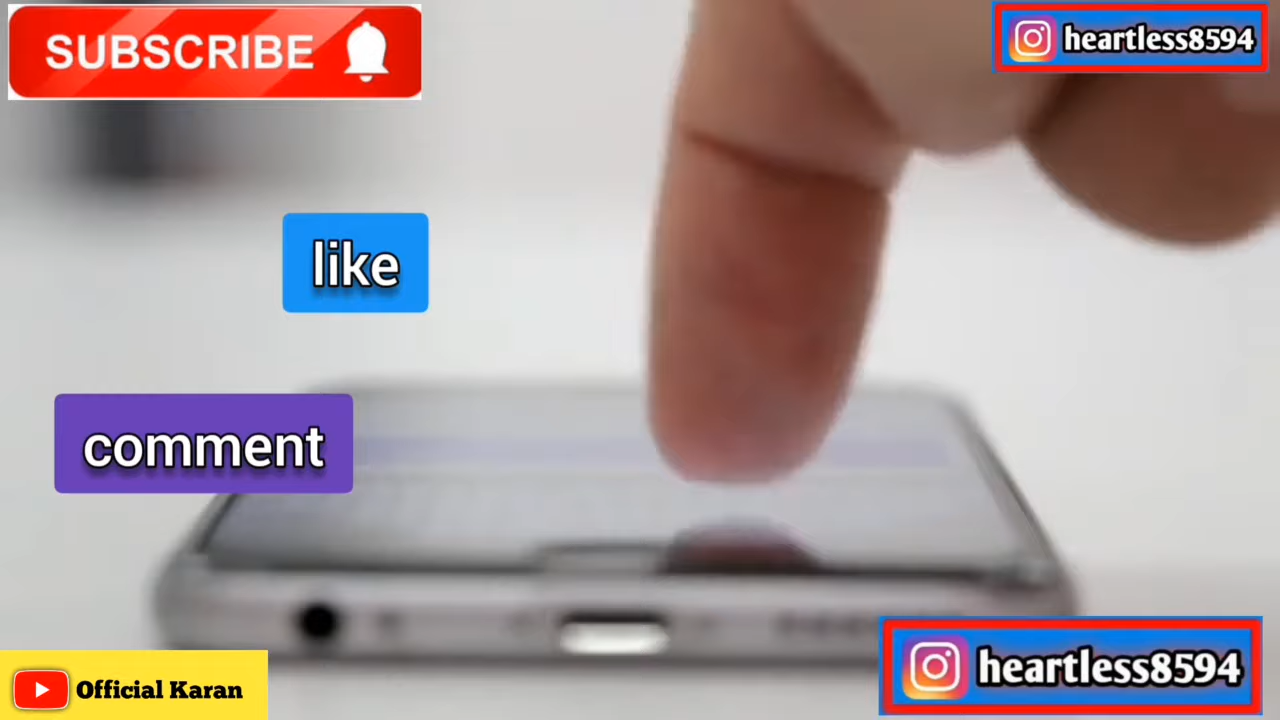 SUBSCRIBE
heartless8594
like
comment
Official Karan
heartless8594